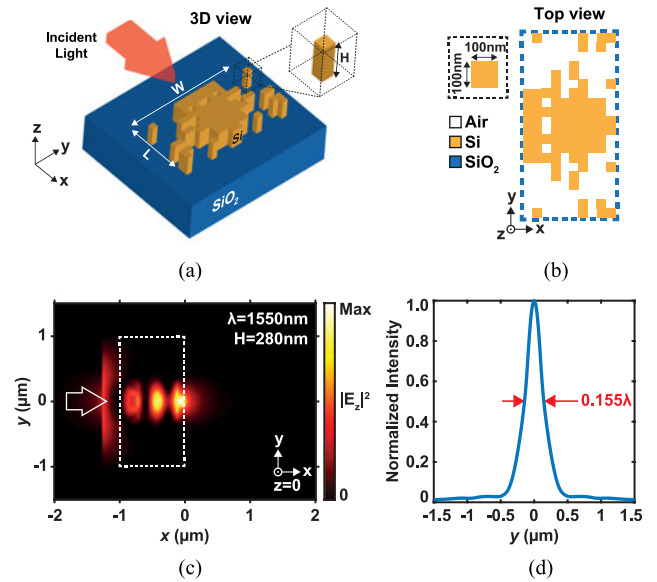 3D view
Incident
Light
W
H
L
Si
SiO₂
z
y
x
(a)
Top view
100nm
100nm
Air
Si
SiO₂
y
z
x
(b)
λ=1550nm
H=280nm
y (μm)
1
0
-1
y
x
z=0
-2
-1
0
1
2
x (μm)
Max
|E_z|²
0
(c)
Normalized Intensity
1.0
0.8
0.6
0.4
0.2
0
0.155λ
-1.5
-1
-0.5
0
0.5
1
1.5
y (μm)
(d)